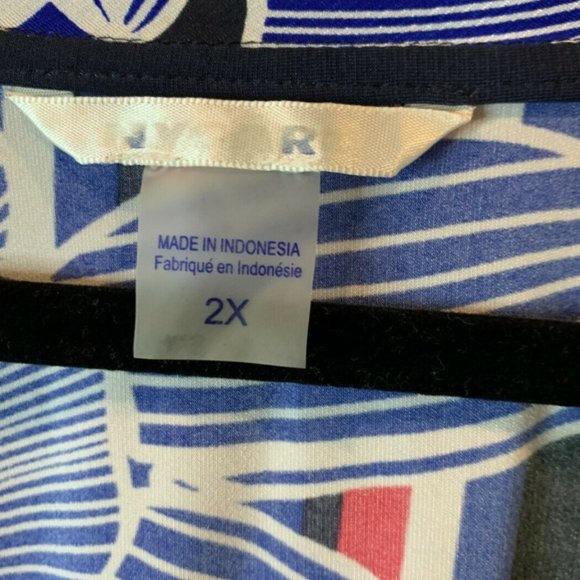 MADE IN INDONESIA
Fabriqué en Indonésie
2X